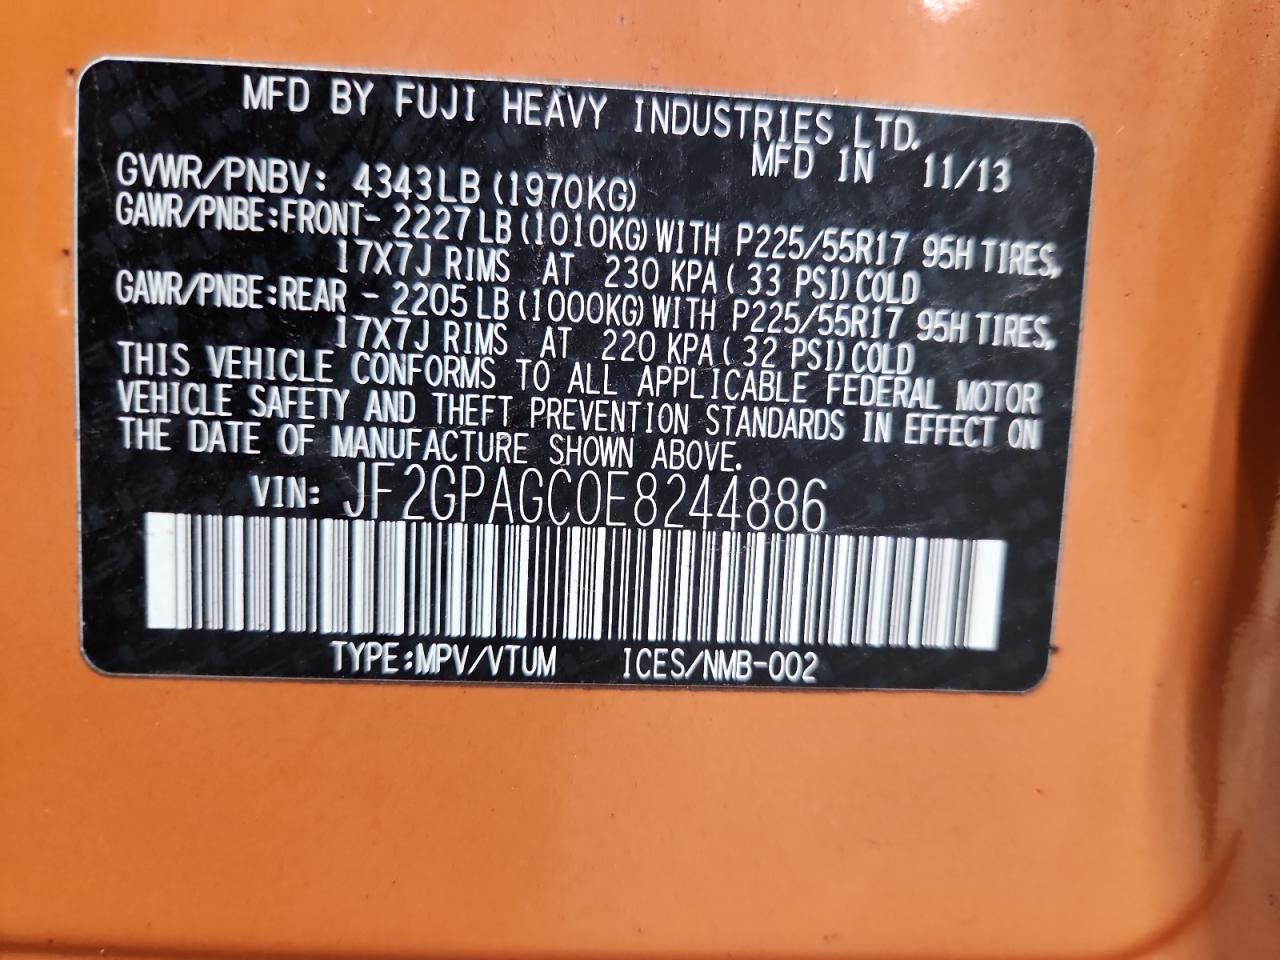 MFD BY FUJI HEAVY INDUSTRIES LTD.
MFD IN 11/13
GVWR/PNBV: 4343LB (1970KG)
GAWR/PNBE:FRONT- 2227LB (1010KG) WITH P225/55R17 95H TIRES,
17X7J RIMS AT 230 KPA ( 33 PSI) COLD
GAWR/PNBE:REAR - 2205LB (1000KG) WITH P225/55R17 95H TIRES,
17X7J RIMS AT 220 KPA ( 32 PSI) COLD
THIS VEHICLE CONFORMS TO ALL APPLICABLE FEDERAL MOTOR
VEHICLE SAFETY AND THEFT PREVENTION STANDARDS IN EFFECT ON
THE DATE OF MANUFACTURE SHOWN ABOVE.
VIN: JF2GPAGC0E8244886
TYPE:MPV/VTUM ICES/NMB-002